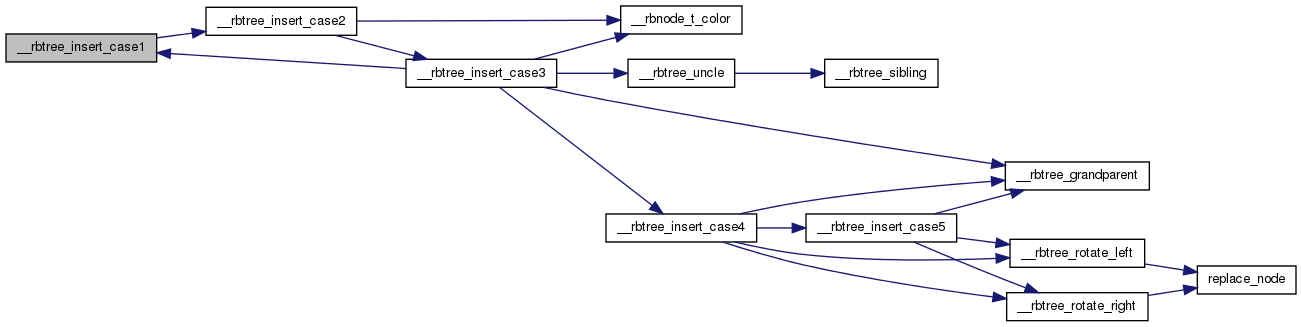 __rbtree_insert_case1
__rbtree_insert_case2
__rbtree_insert_case3
__rbnode_t_color
__rbtree_uncle
__rbtree_sibling
__rbtree_grandparent
__rbtree_insert_case4
__rbtree_insert_case5
__rbtree_rotate_left
__rbtree_rotate_right
replace_node